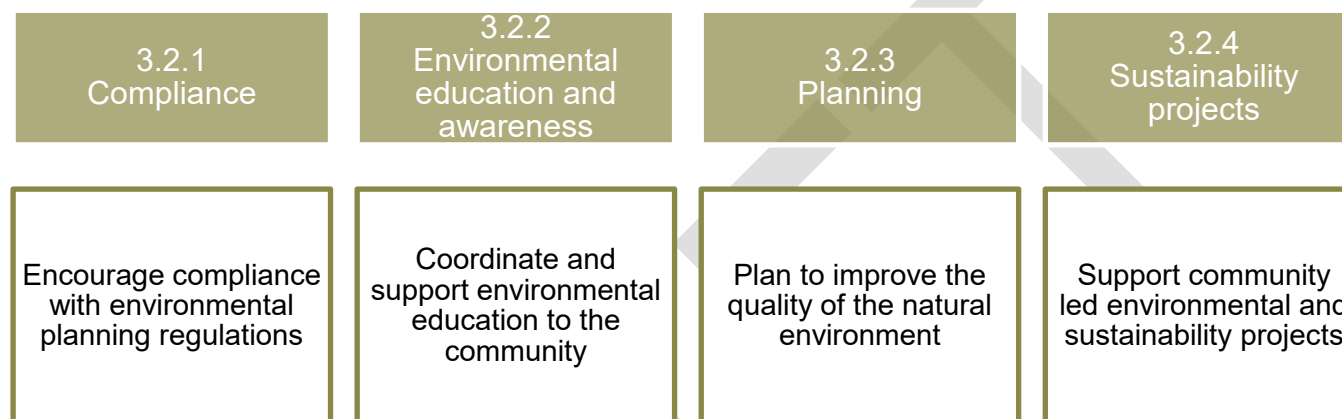 3.2.1
Compliance
3.2.2
Environmental
education and
awareness
3.2.3
Planning
3.2.4
Sustainability
projects
Encourage compliance
with environmental
planning regulations
Coordinate and
support environmental
education to the
community
Plan to improve the
quality of the natural
environment
Support community
led environmental and
sustainability projects